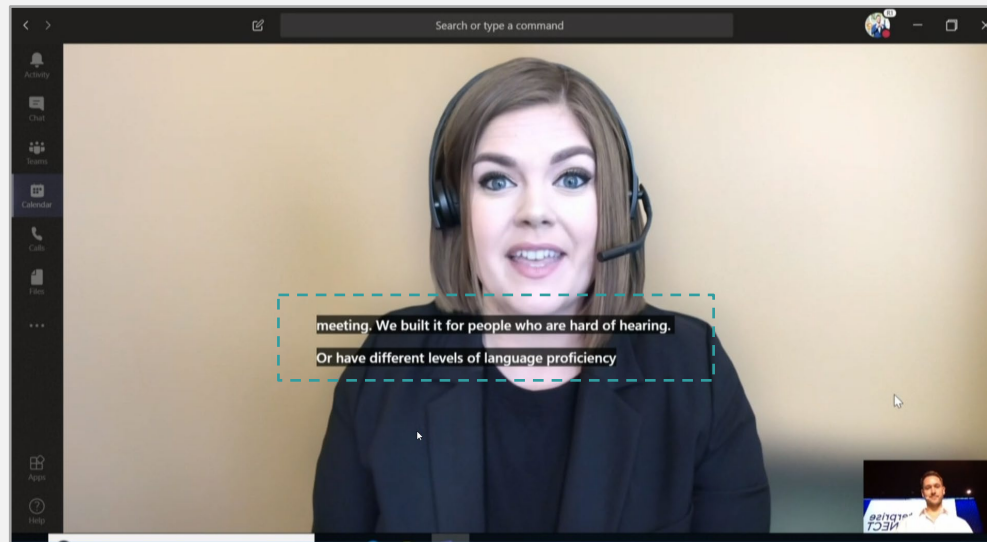 Search or type a command
Activity
Chat
Teams
Calendar
Calls
Files
meeting. We built it for people who are hard of hearing.
Or have different levels of language proficiency
Apps
Help